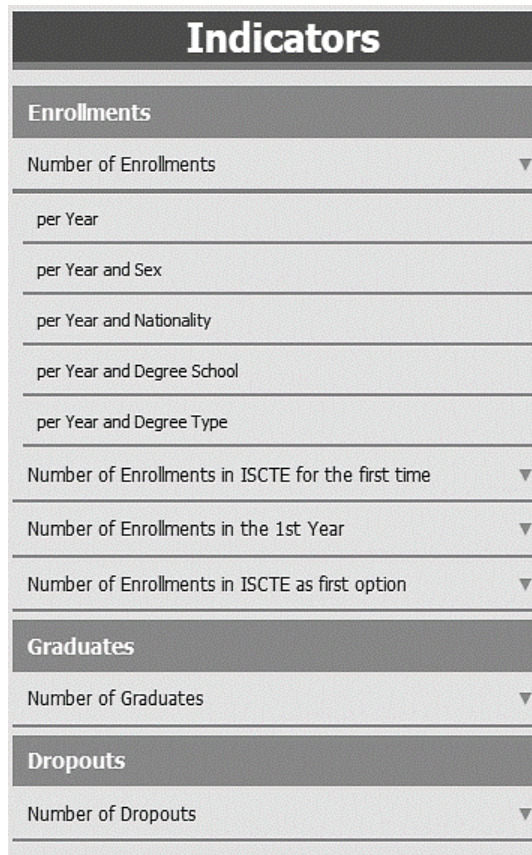 Indicators
Enrollments
Number of Enrollments
per Year
per Year and Sex
per Year and Nationality
per Year and Degree School
per Year and Degree Type
Number of Enrollments in ISCTE for the first time
Number of Enrollments in the 1st Year
Number of Enrollments in ISCTE as first option
Graduates
Number of Graduates
Dropouts
Number of Dropouts